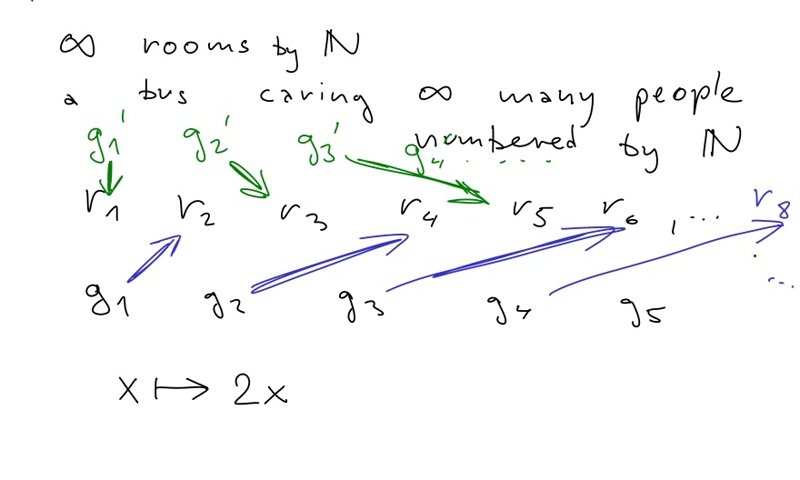 ∞ rooms by ℕ
a bus caring ∞ many people
numbered by ℕ
g₁' g₂' g₃' g₄' ....
r₁ r₂ r₃ r₄ r₅ r₆ , ... r₈
...
g₁ g₂ g₃ g₄ g₅
x ↦ 2x